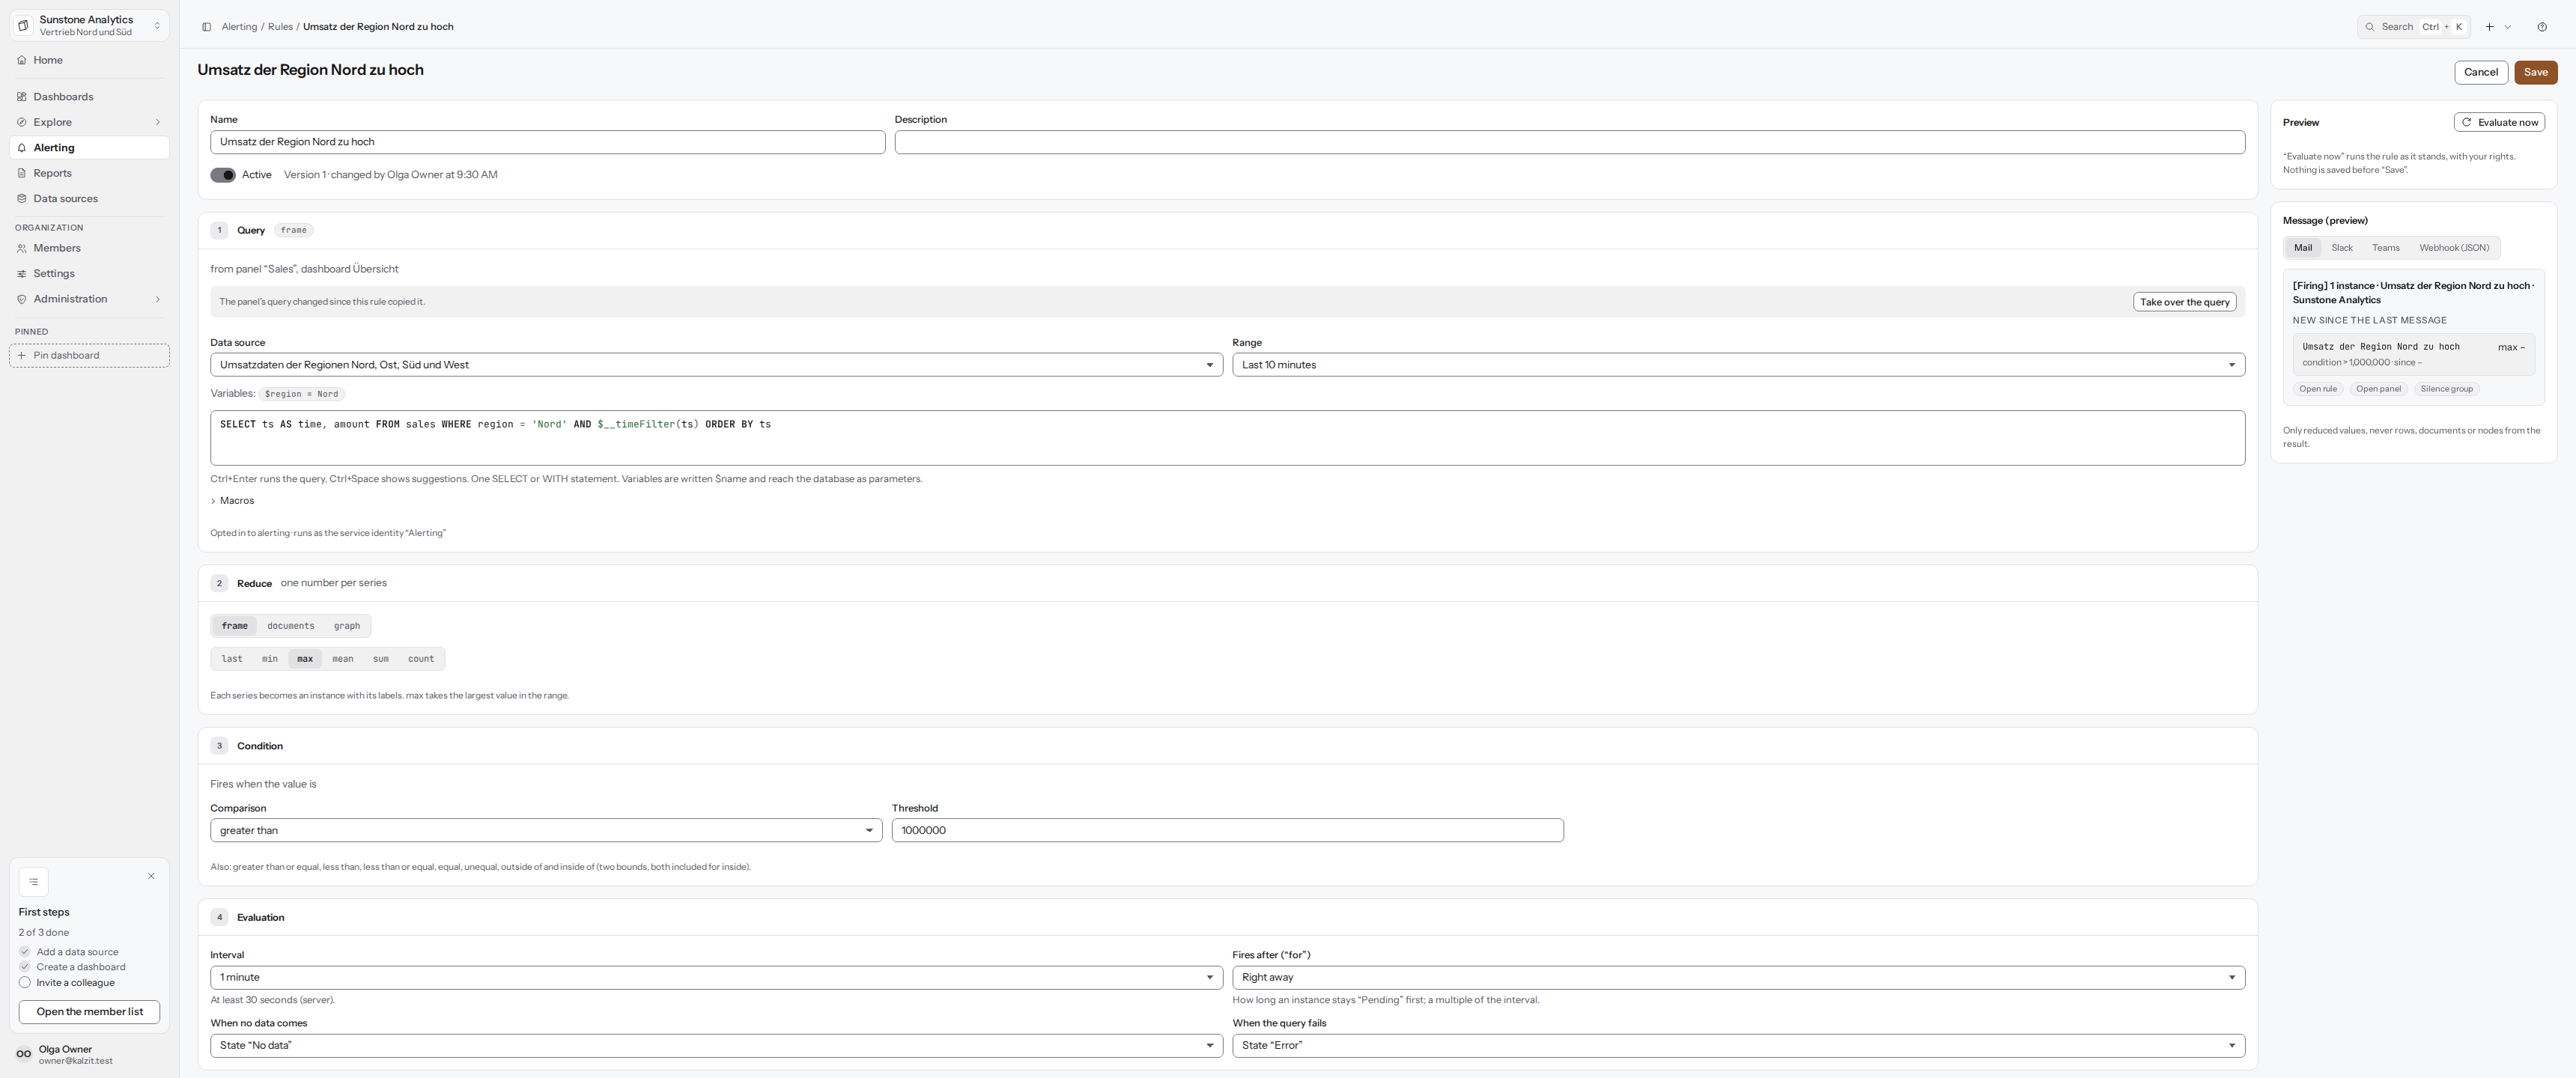 Sunstone Analytics
Vertrieb Nord und Süd
Home
Dashboards
Explore
Alerting
Reports
Data sources
ORGANIZATION
Members
Settings
Administration
PINNED
Pin dashboard
First steps
2 of 3 done
Add a data source
Create a dashboard
Invite a colleague
Open the member list
OO
Olga Owner
owner@kalzit.test
Alerting / Rules / Umsatz der Region Nord zu hoch
Search Ctrl + K
Umsatz der Region Nord zu hoch
Cancel
Save
Name
Umsatz der Region Nord zu hoch
Description
Active
Version 1 · changed by Olga Owner at 9:30 AM
1 Query frame
from panel “Sales”, dashboard Übersicht
The panel’s query changed since this rule copied it.
Take over the query
Data source
Umsatzdaten der Regionen Nord, Ost, Süd und West
Range
Last 10 minutes
Variables: $region = Nord
SELECT ts AS time, amount FROM sales WHERE region = 'Nord' AND $__timeFilter(ts) ORDER BY ts
Ctrl+Enter runs the query, Ctrl+Space shows suggestions. One SELECT or WITH statement. Variables are written $name and reach the database as parameters.
Macros
Opted in to alerting · runs as the service identity “Alerting”
2 Reduce one number per series
frame documents graph
last min max mean sum count
Each series becomes an instance with its labels. max takes the largest value in the range.
3 Condition
Fires when the value is
Comparison
greater than
Threshold
1000000
Also: greater than or equal, less than, less than or equal, equal, unequal, outside of and inside of (two bounds, both included for inside).
4 Evaluation
Interval
1 minute
At least 30 seconds (server).
Fires after (“for”)
Right away
How long an instance stays “Pending” first; a multiple of the interval.
When no data comes
State “No data”
When the query fails
State “Error”
Preview
Evaluate now
“Evaluate now” runs the rule as it stands, with your rights.
Nothing is saved before “Save”.
Message (preview)
Mail Slack Teams Webhook (JSON)
[Firing] 1 instance · Umsatz der Region Nord zu hoch ·
Sunstone Analytics
NEW SINCE THE LAST MESSAGE
Umsatz der Region Nord zu hoch max –
condition > 1,000,000 · since –
Open rule Open panel Silence group
Only reduced values, never rows, documents or nodes from the
result.